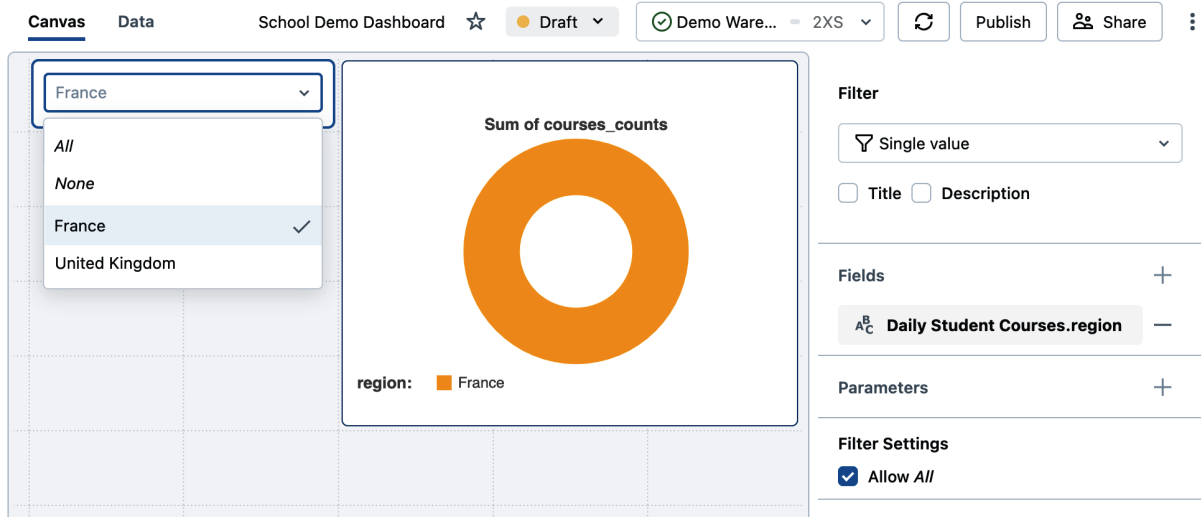 Canvas Data School Demo Dashboard Draft Demo Ware... 2XS Publish Share
France
All
None
France
United Kingdom
Sum of courses_counts
region: France
Filter
Single value
Title Description
Fields
ABC Daily Student Courses.region
Parameters
Filter Settings
Allow All